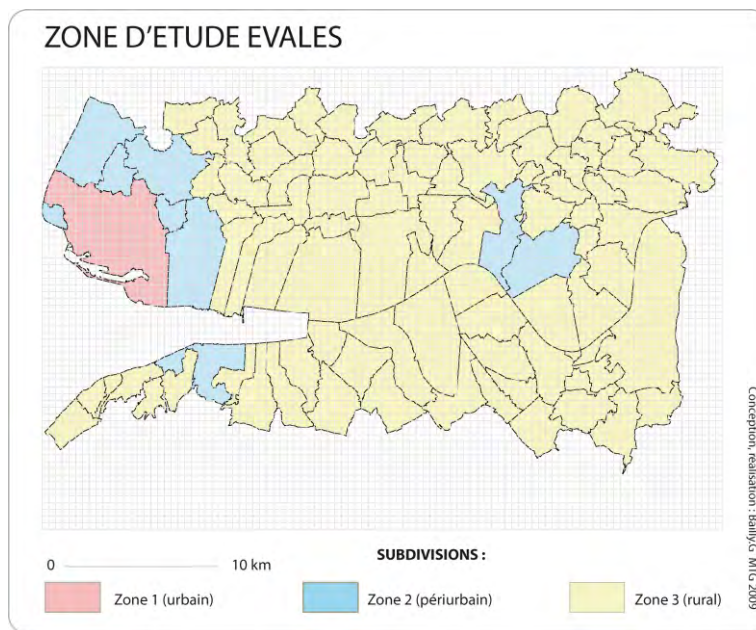 ZONE D'ETUDE EVALES
0 10 km
SUBDIVISIONS :
Zone 1 (urbain) Zone 2 (périurbain) Zone 3 (rural)
Conception, réalisation : Bailly.G MTG 2009